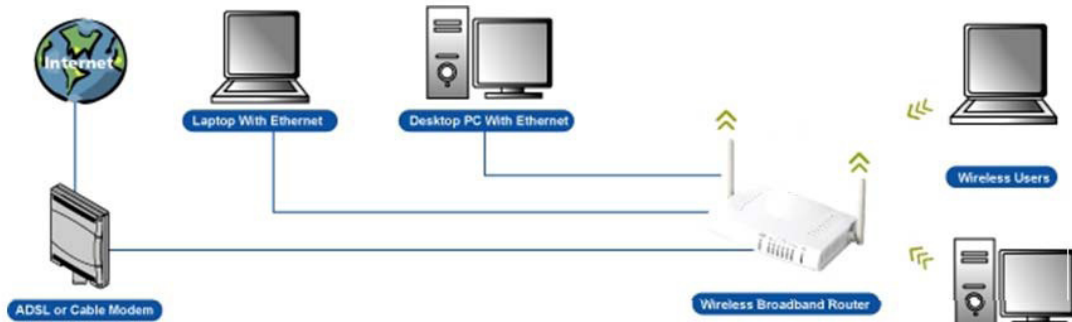 Internet
Laptop With Ethernet
Desktop PC With Ethernet
Wireless Users
ADSL or Cable Modem
Wireless Broadband Router